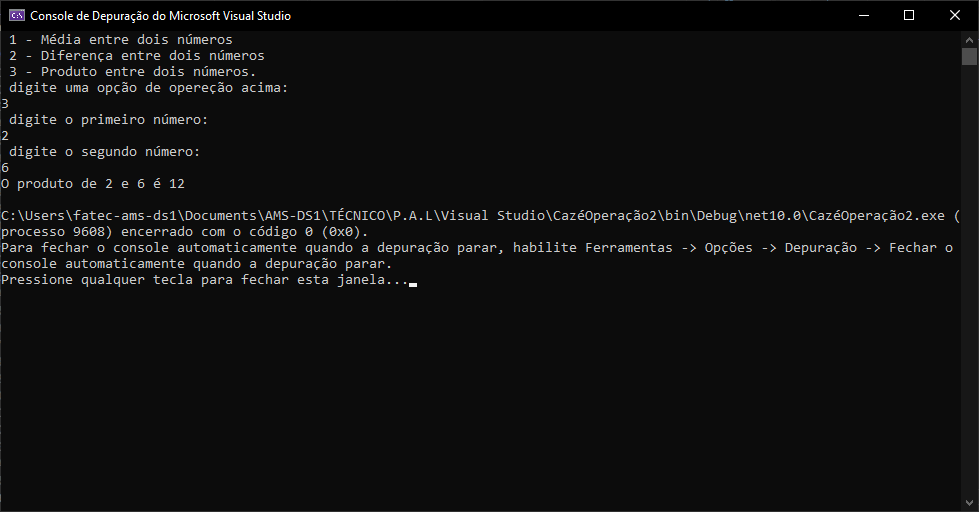 Console de Depuração do Microsoft Visual Studio
1 - Média entre dois números
2 - Diferença entre dois números
3 - Produto entre dois números.
digite uma opção de opereção acima:
3
digite o primeiro número:
2
digite o segundo número:
6
O produto de 2 e 6 é 12
C:\Users\fatec-ams-ds1\Documents\AMS-DS1\TÉCNICO\P.A.L\Visual Studio\CazéOperação2\bin\Debug\net10.0\CazéOperação2.exe (
processo 9608) encerrado com o código 0 (0x0).
Para fechar o console automaticamente quando a depuração parar, habilite Ferramentas -> Opções -> Depuração -> Fechar o
console automaticamente quando a depuração parar.
Pressione qualquer tecla para fechar esta janela...